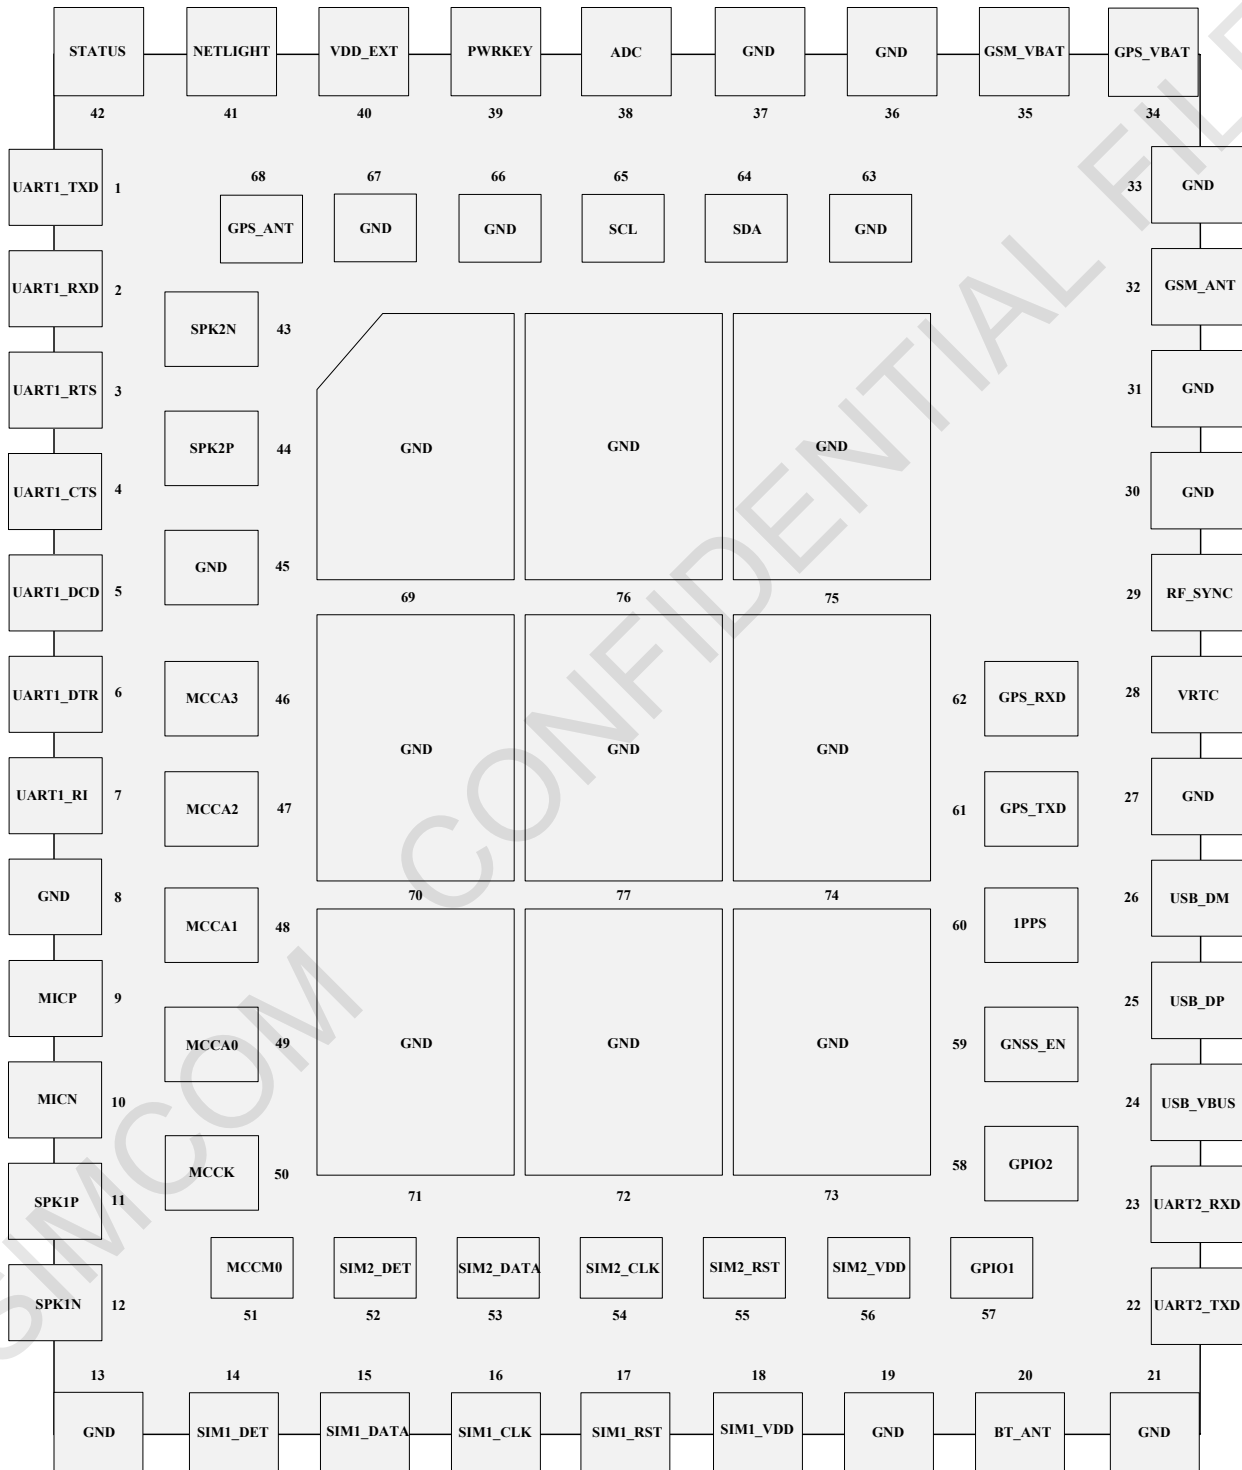 STATUS NETLIGHT VDD_EXT PWRKEY ADC GND GND GSM_VBAT GPS_VBAT
42 41 40 39 38 37 36 35 34
UART1_TXD 1 68 67 66 65 64 63 33 GND
GPS_ANT GND GND SCL SDA GND
UART1_RXD 2 32 GSM_ANT
SPK2N 43
UART1_RTS 3 31 GND
SPK2P 44 GND GND GND
UART1_CTS 4 30 GND
GND 45
UART1_DCD 5 69 76 75 29 RF_SYNC
UART1_DTR 6 MCCA3 46 62 GPS_RXD 28 VRTC
GND GND GND
UART1_RI 7 MCCA2 47 61 GPS_TXD 27 GND
GND 8 70 77 74 26 USB_DM
MCCA1 48 60 1PPS
MICP 9 25 USB_DP
MCCA0 49 GND GND GND 59 GNSS_EN
MICN 10 24 USB_VBUS
MCCK 50 58 GPIO2
SPK1P 11 71 72 73 23 UART2_RXD
MCCM0 SIM2_DET SIM2_DATA SIM2_CLK SIM2_RST SIM2_VDD GPIO1
SPK1N 12 51 52 53 54 55 56 57 22 UART2_TXD
13 14 15 16 17 18 19 20 21
GND SIM1_DET SIM1_DATA SIM1_CLK SIM1_RST SIM1_VDD GND BT_ANT GND
SIMCOM CONFIDENTIAL FILE